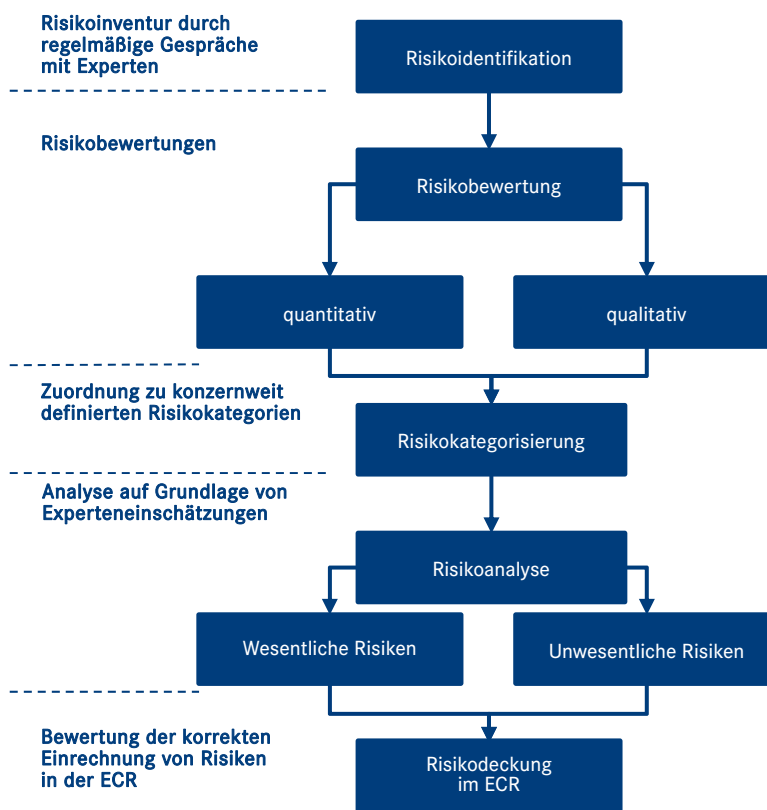 Risikoinventur durch
regelmäßige Gespräche
mit Experten
Risikoidentifikation
Risikobewertungen
Risikobewertung
quantitativ
qualitativ
Zuordnung zu konzernweit
definierten Risikokategorien
Risikokategorisierung
Analyse auf Grundlage von
Experteneinschätzungen
Risikoanalyse
Wesentliche Risiken
Unwesentliche Risiken
Bewertung der korrekten
Einrechnung von Risiken
in der ECR
Risikodeckung
im ECR